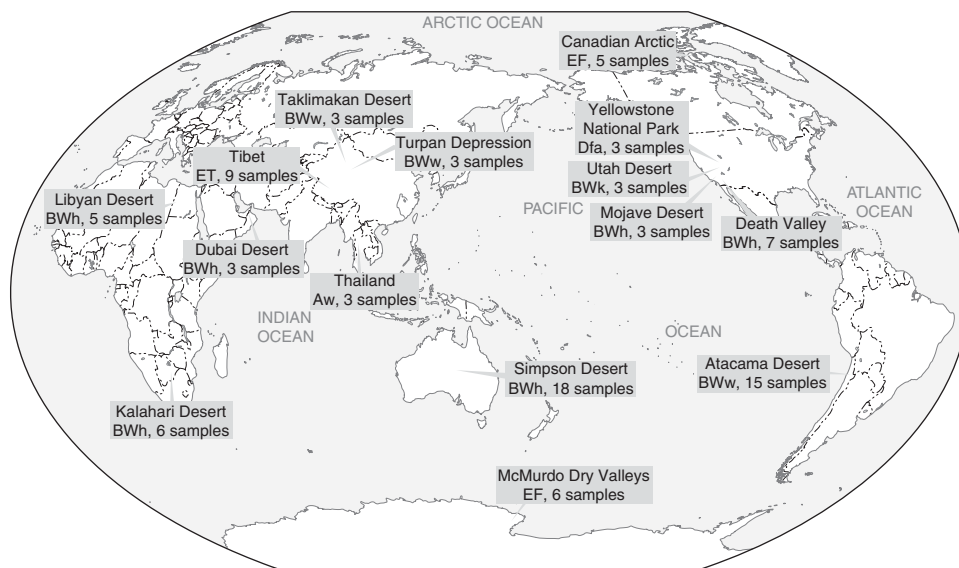 ARCTIC OCEAN
Canadian Arctic
EF, 5 samples
Taklimakan Desert
BWw, 3 samples
Yellowstone
National Park
Dfa, 3 samples
Turpan Depression
BWw, 3 samples
Tibet
ET, 9 samples
Utah Desert
BWk, 3 samples
Libyan Desert
BWh, 5 samples
PACIFIC
Mojave Desert
BWh, 3 samples
ATLANTIC
OCEAN
Death Valley
BWh, 7 samples
Dubai Desert
BWh, 3 samples
Thailand
Aw, 3 samples
INDIAN
OCEAN
OCEAN
Simpson Desert
BWh, 18 samples
Atacama Desert
BWw, 15 samples
Kalahari Desert
BWh, 6 samples
McMurdo Dry Valleys
EF, 6 samples